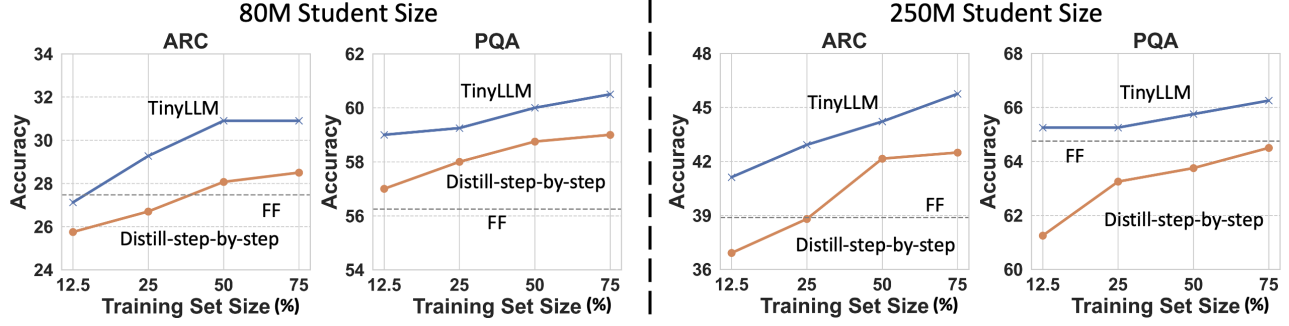 80M Student Size
250M Student Size
ARC
PQA
ARC
PQA
Accuracy
34
32
30
28
26
24
TinyLLM
FF
Distill-step-by-step
12.5 25 50 75
Training Set Size (%)
Accuracy
62
60
58
56
54
TinyLLM
Distill-step-by-step
FF
12.5 25 50 75
Training Set Size (%)
Accuracy
48
45
42
39
36
TinyLLM
FF
Distill-step-by-step
12.5 25 50 75
Training Set Size (%)
Accuracy
68
66
64
62
60
TinyLLM
FF
Distill-step-by-step
12.5 25 50 75
Training Set Size (%)